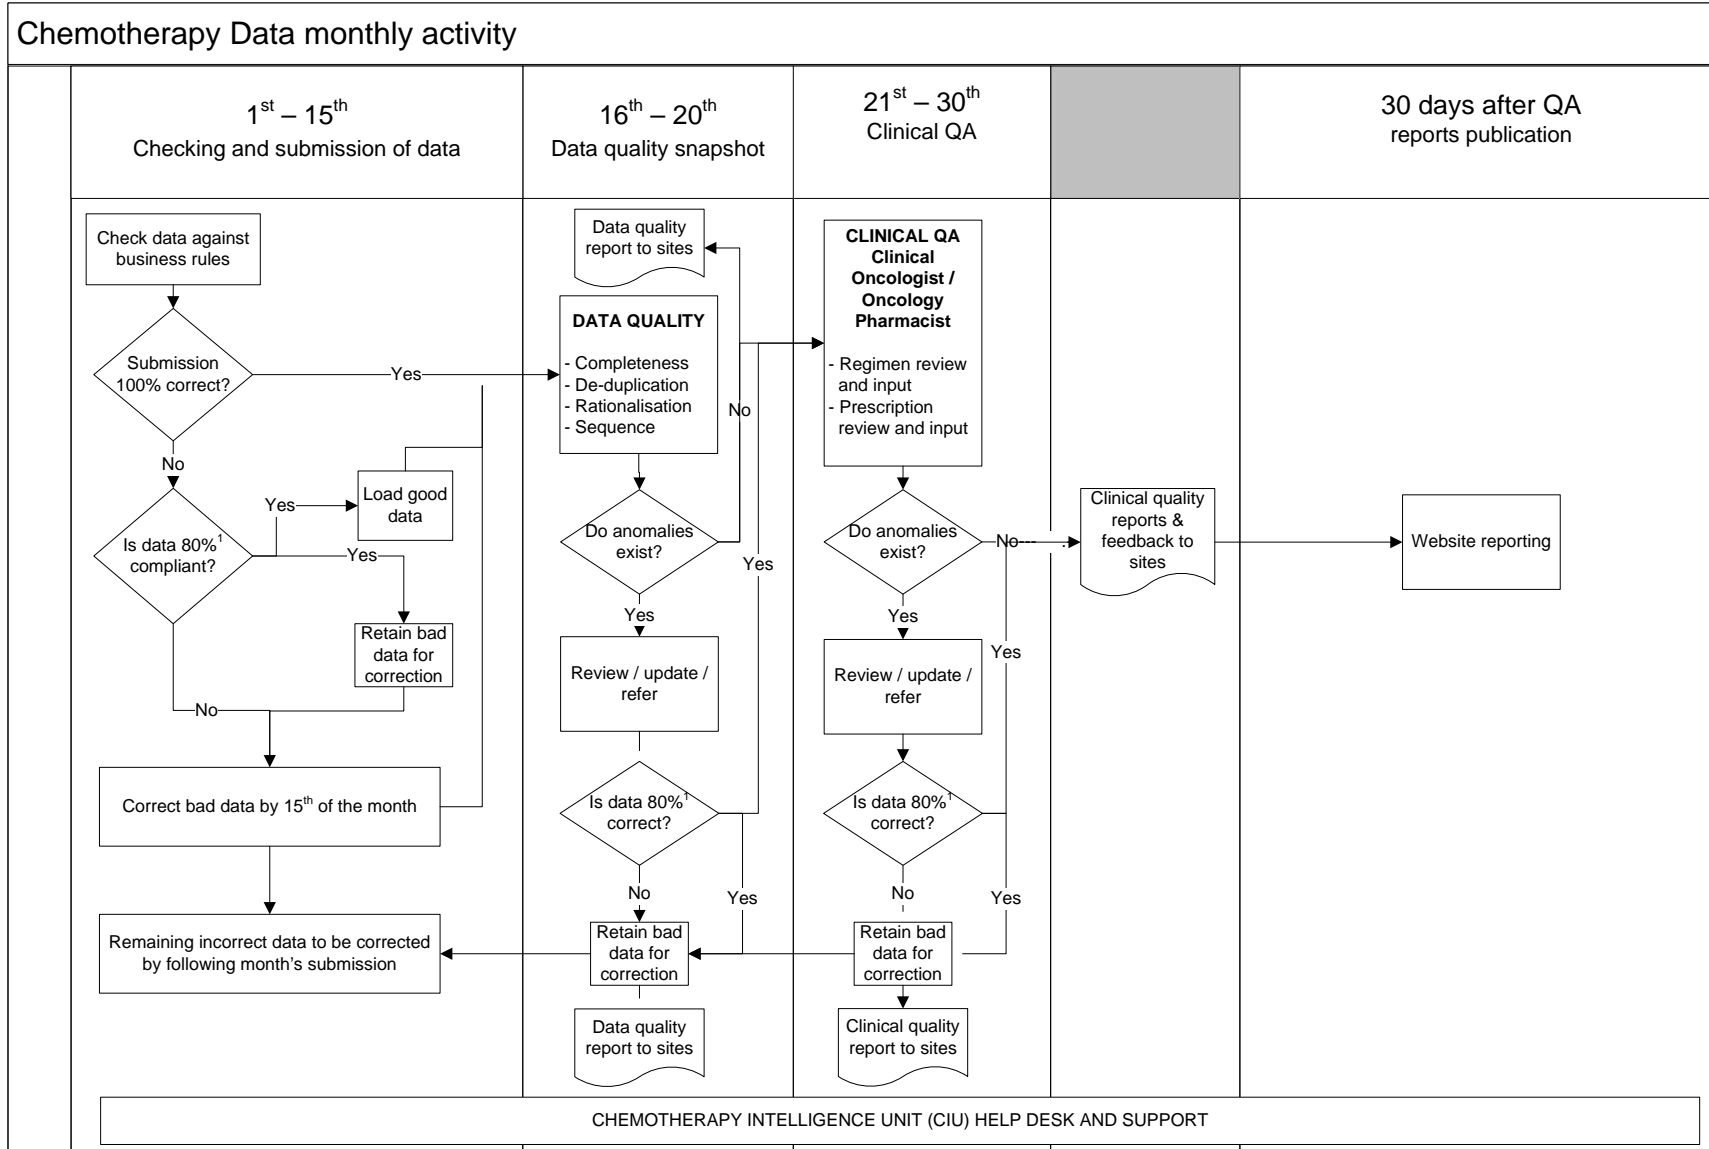 Chemotherapy Data monthly activity
1st – 15th
Checking and submission of data
16th – 20th
Data quality snapshot
21st – 30th
Clinical QA
30 days after QA
reports publication
Check data against
business rules
Submission
100% correct?
Yes
No
Is data 80%1
compliant?
Yes
Load good
data
Yes
Retain bad
data for
correction
No
Correct bad data by 15th of the month
Remaining incorrect data to be corrected
by following month's submission
Data quality
report to sites
DATA QUALITY
- Completeness
- De-duplication
- Rationalisation
- Sequence
No
Do anomalies
exist?
Yes
Yes
Review / update /
refer
Is data 80%1
correct?
No
Yes
Retain bad
data for
correction
Data quality
report to sites
CLINICAL QA
Clinical
Oncologist /
Oncology
Pharmacist
- Regimen review
and input
- Prescription
review and input
Do anomalies
exist?
No
Yes
Yes
Review / update /
refer
Is data 80%1
correct?
No
Yes
Retain bad
data for
correction
Clinical quality
report to sites
Clinical quality
reports &
feedback to
sites
Website reporting
CHEMOTHERAPY INTELLIGENCE UNIT (CIU) HELP DESK AND SUPPORT